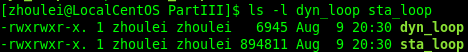 [zhoulei@LocalCentOS PartIII]$ ls -l dyn_loop sta_loop
-rwxrwxr-x. 1 zhoulei zhoulei   6945 Aug  9 20:30 dyn_loop
-rwxrwxr-x. 1 zhoulei zhoulei 894811 Aug  9 20:30 sta_loop